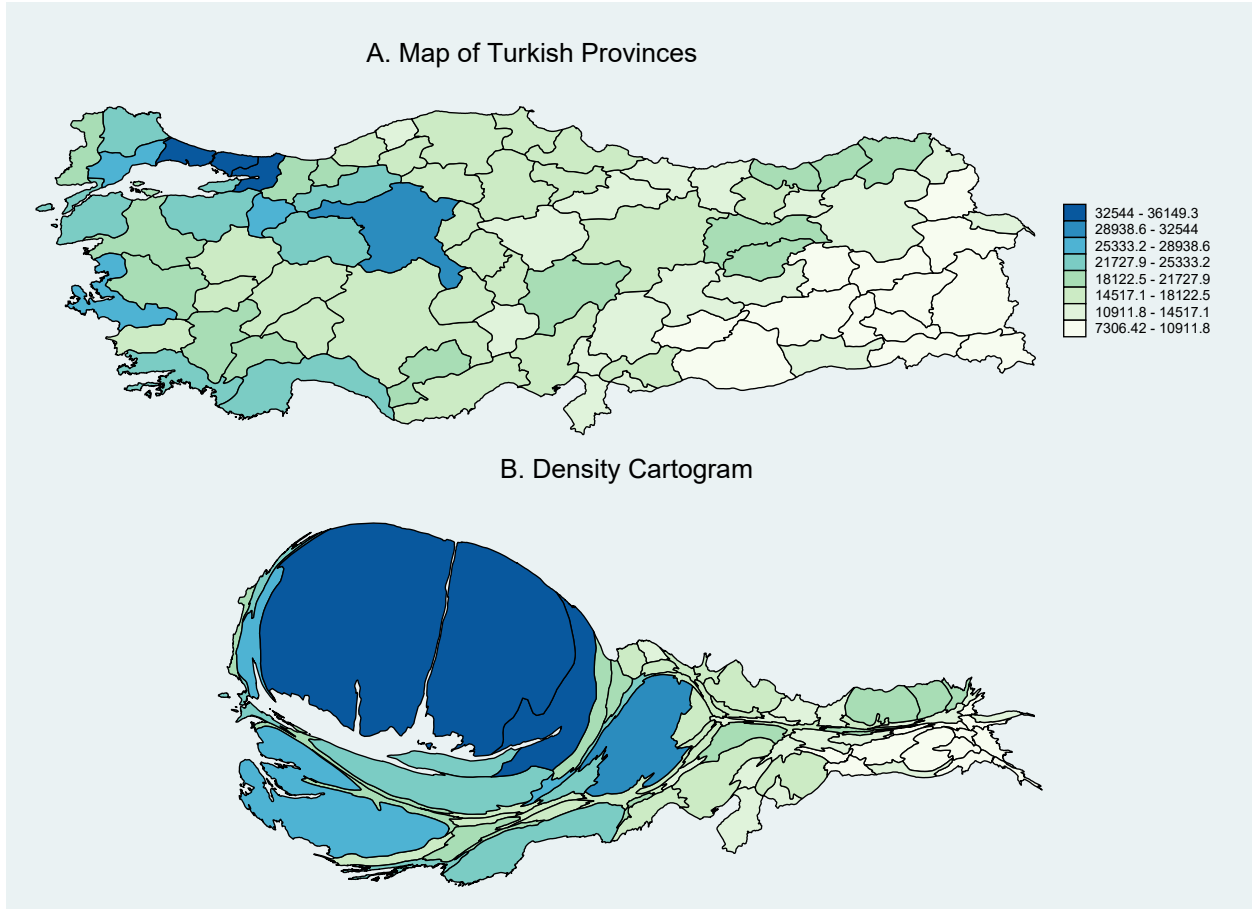 A. Map of Turkish Provinces
32544 - 36149.3
28938.6 - 32544
25333.2 - 28938.6
21727.9 - 25333.2
18122.5 - 21727.9
14517.1 - 18122.5
10911.8 - 14517.1
7306.42 - 10911.8
B. Density Cartogram